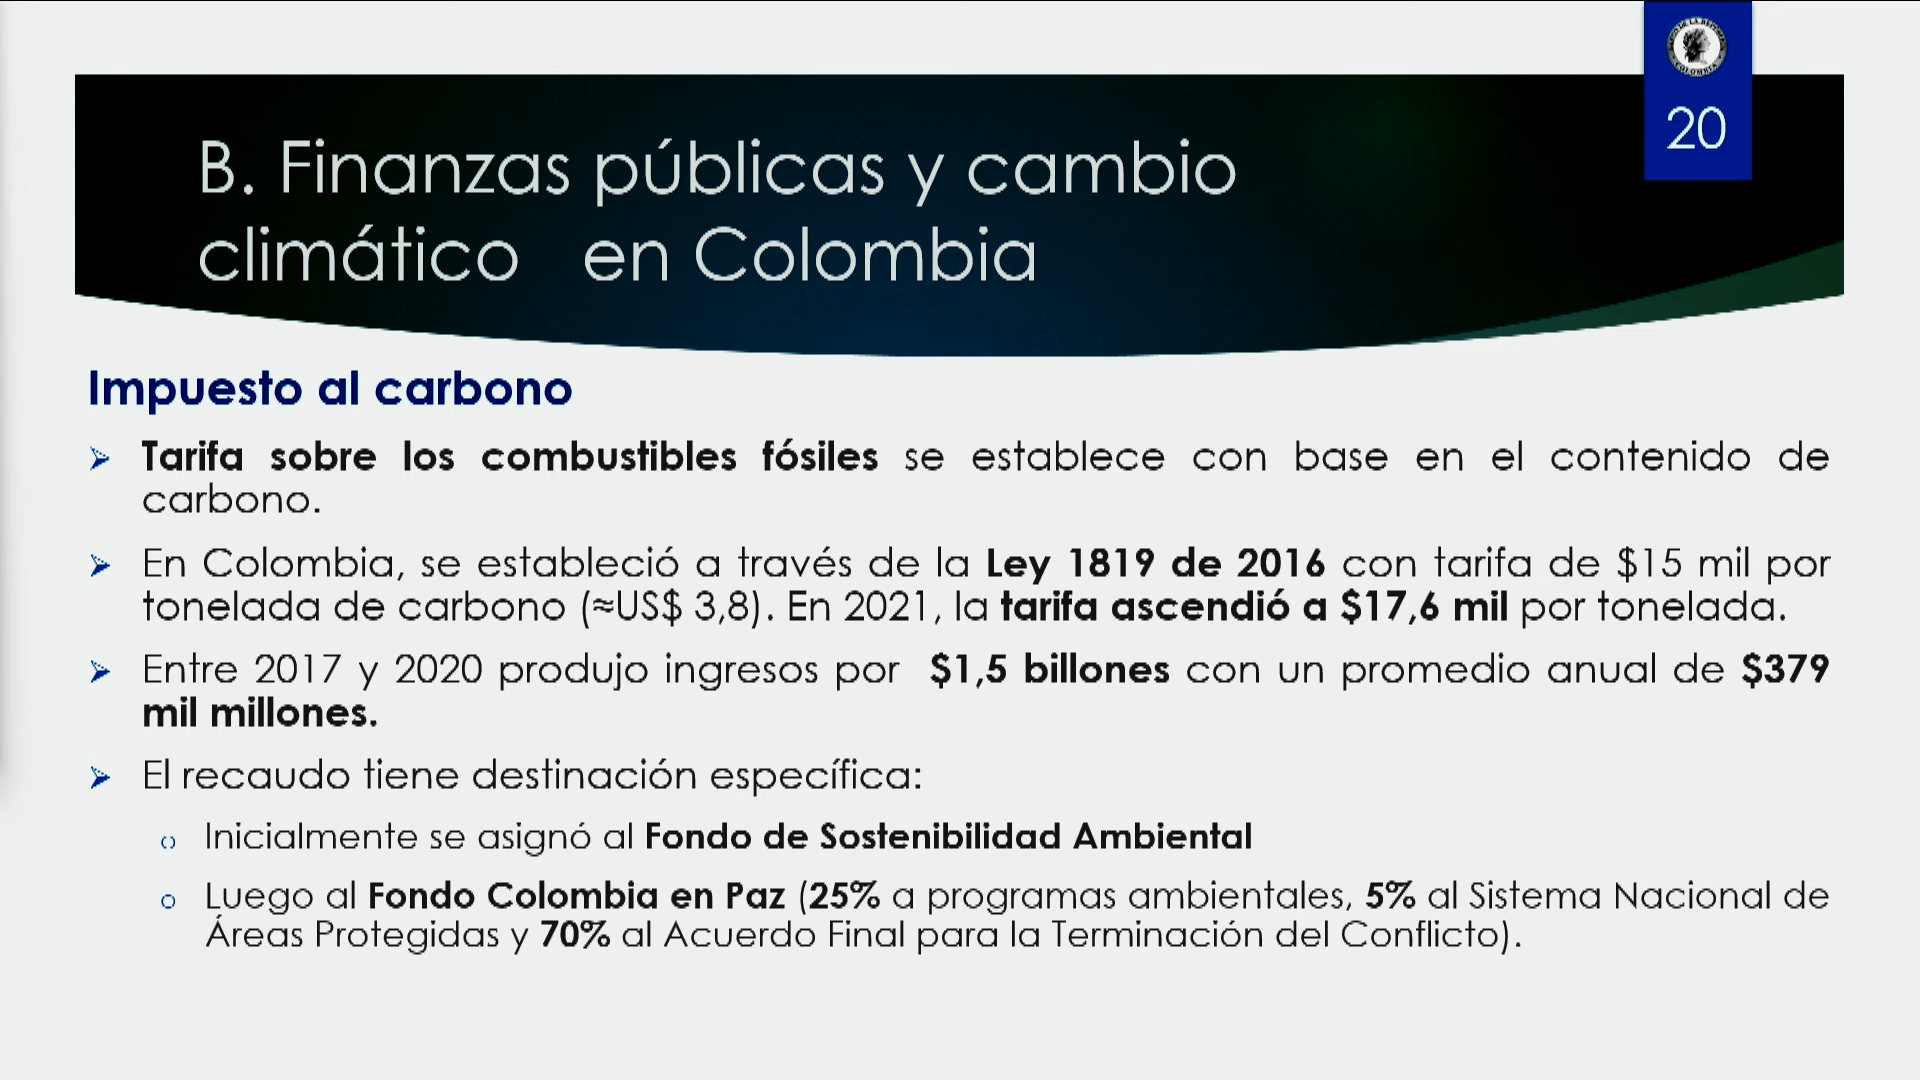 20
B. Finanzas públicas y cambio
climático en Colombia
Impuesto al carbono
Tarifa sobre los combustibles fósiles se establece con base en el contenido de
carbono.
En Colombia, se estableció a través de la Ley 1819 de 2016 con tarifa de $15 mil por
tonelada de carbono (≈US$ 3,8). En 2021, la tarifa ascendió a $17,6 mil por tonelada.
Entre 2017 y 2020 produjo ingresos por $1,5 billones con un promedio anual de $379
mil millones.
El recaudo tiene destinación específica:
Inicialmente se asignó al Fondo de Sostenibilidad Ambiental
Luego al Fondo Colombia en Paz (25% a programas ambientales, 5% al Sistema Nacional de
Áreas Protegidas y 70% al Acuerdo Final para la Terminación del Conflicto).